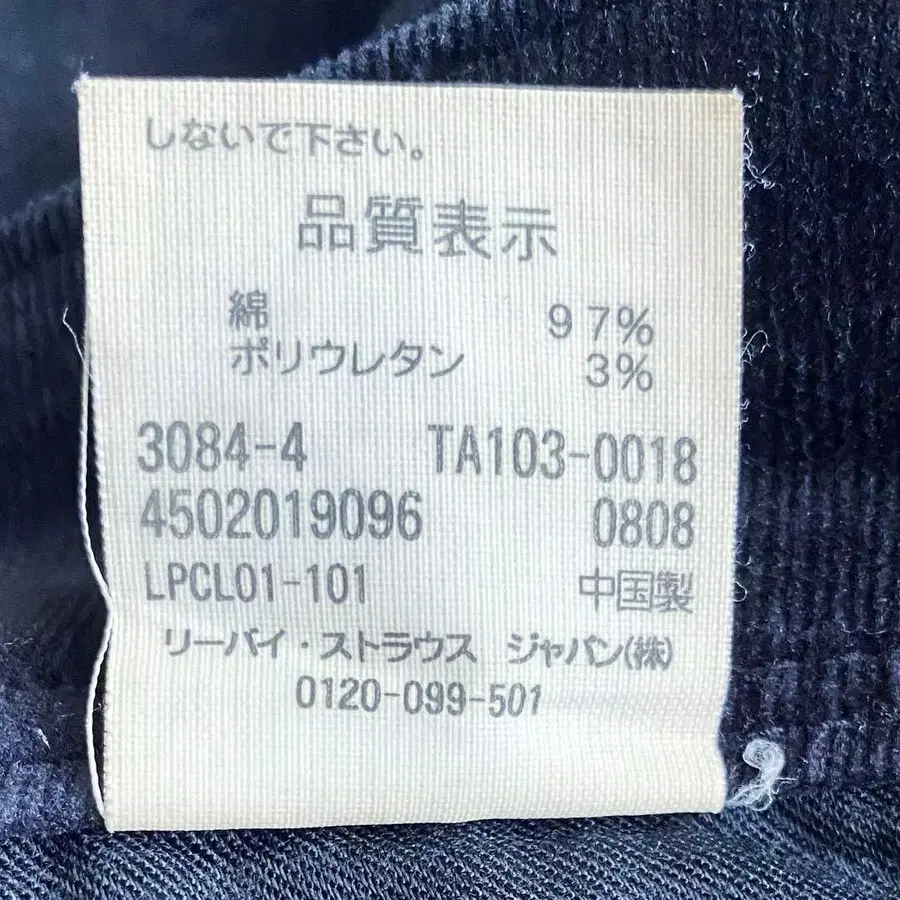 しないで下さい。
品質表示
綿 97%
ポリウレタン 3%
3084-4 TA103-0018
4502019096 0808
LPCL01-101 中国製
リーバイ・ストラウス ジャパン(株)
0120-099-501